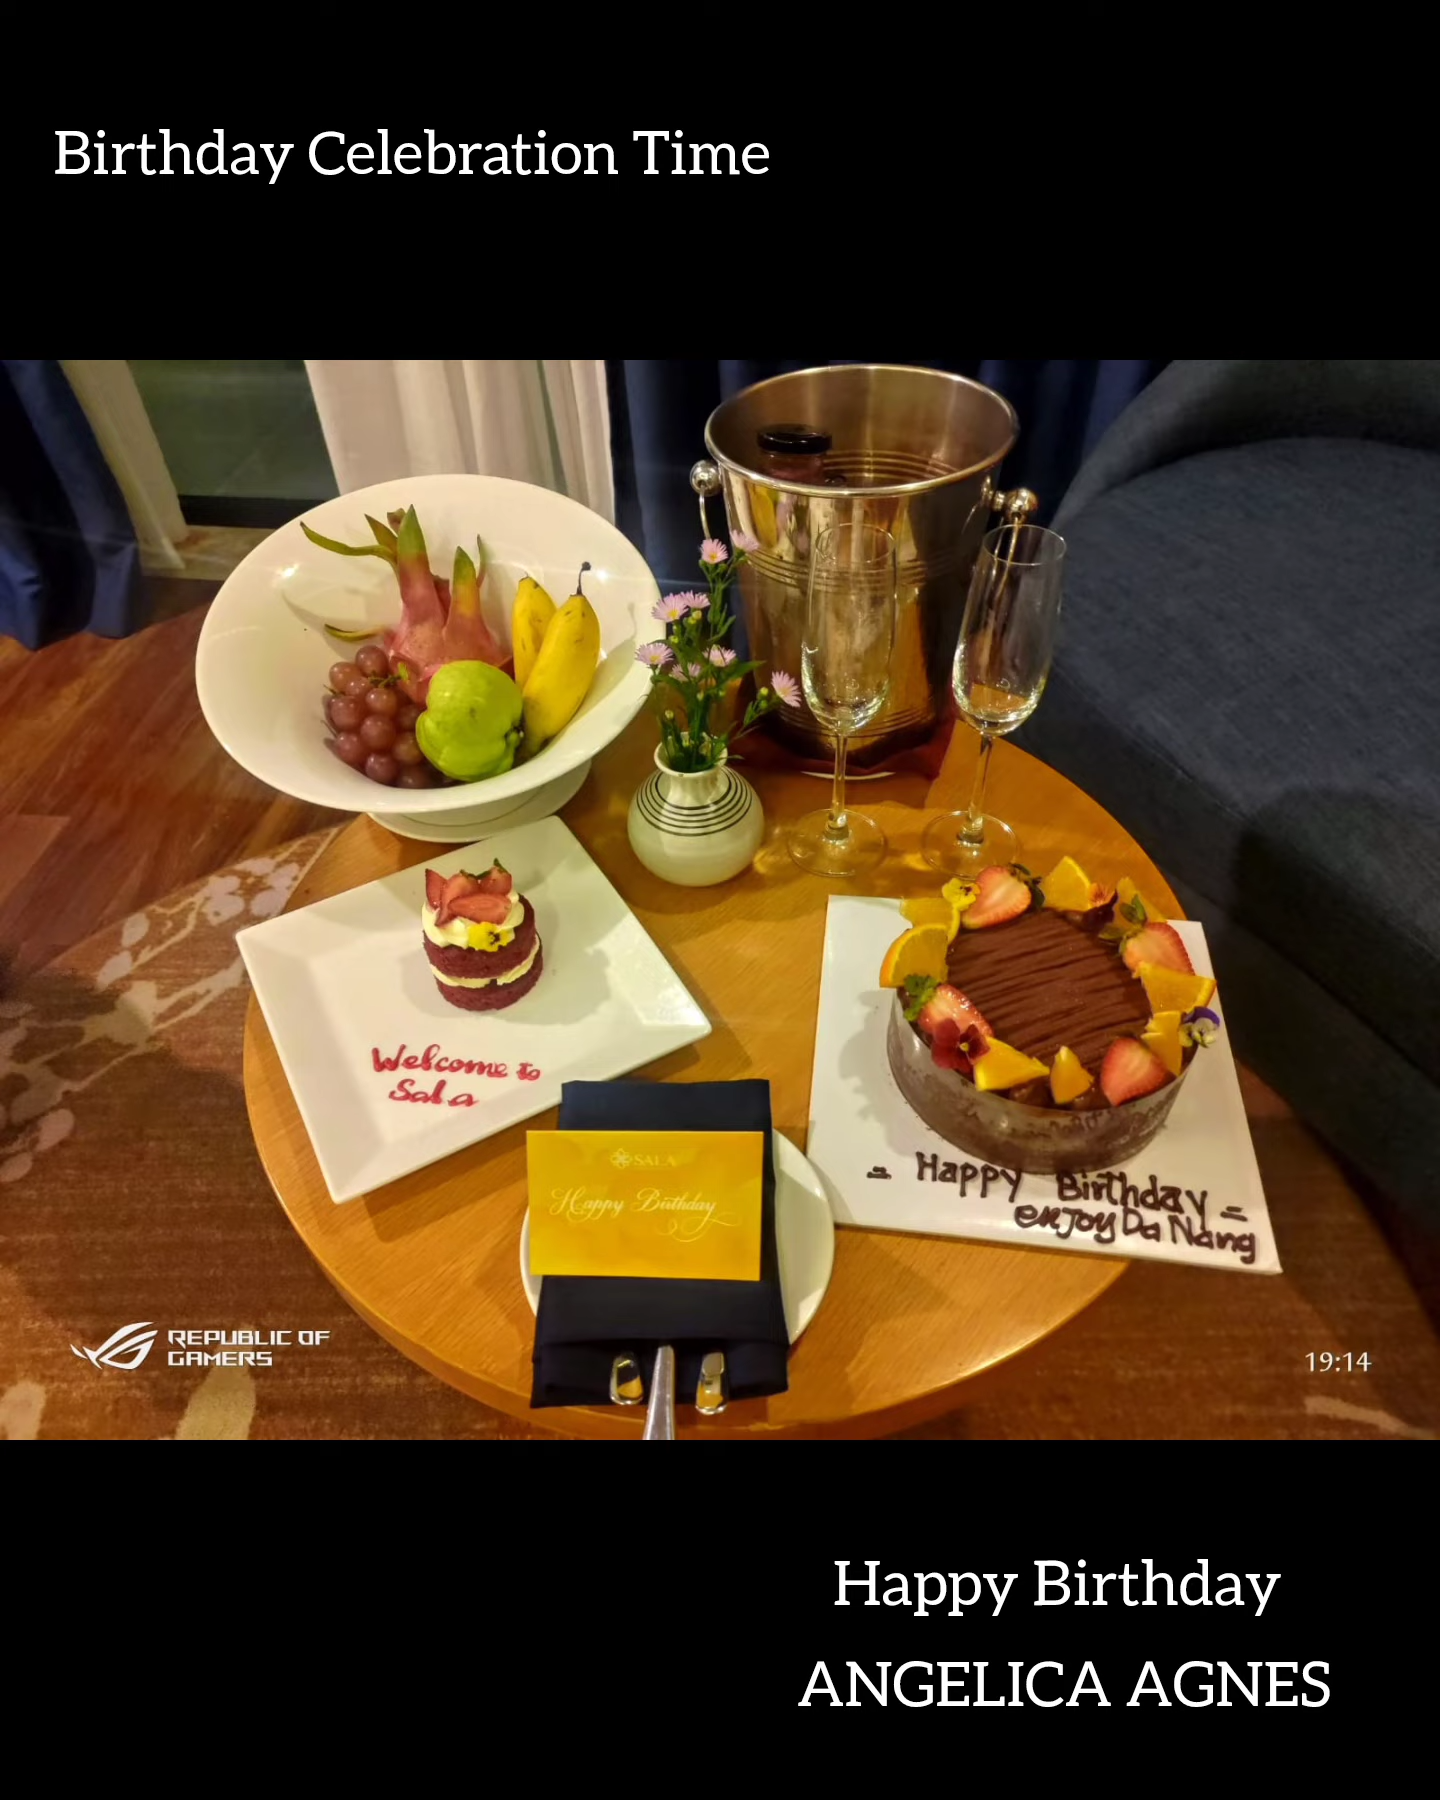 Birthday Celebration Time
Welcome to
Sala
SALA
Happy Birthday
= Happy Birthday =
enjoy Da Nang
REPUBLIC OF
GAMERS
19:14
Happy Birthday
ANGELICA AGNES